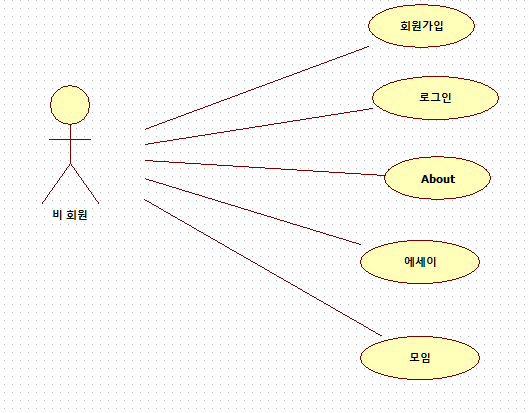 회원가입
로그인
About
비 회원
에세이
모임